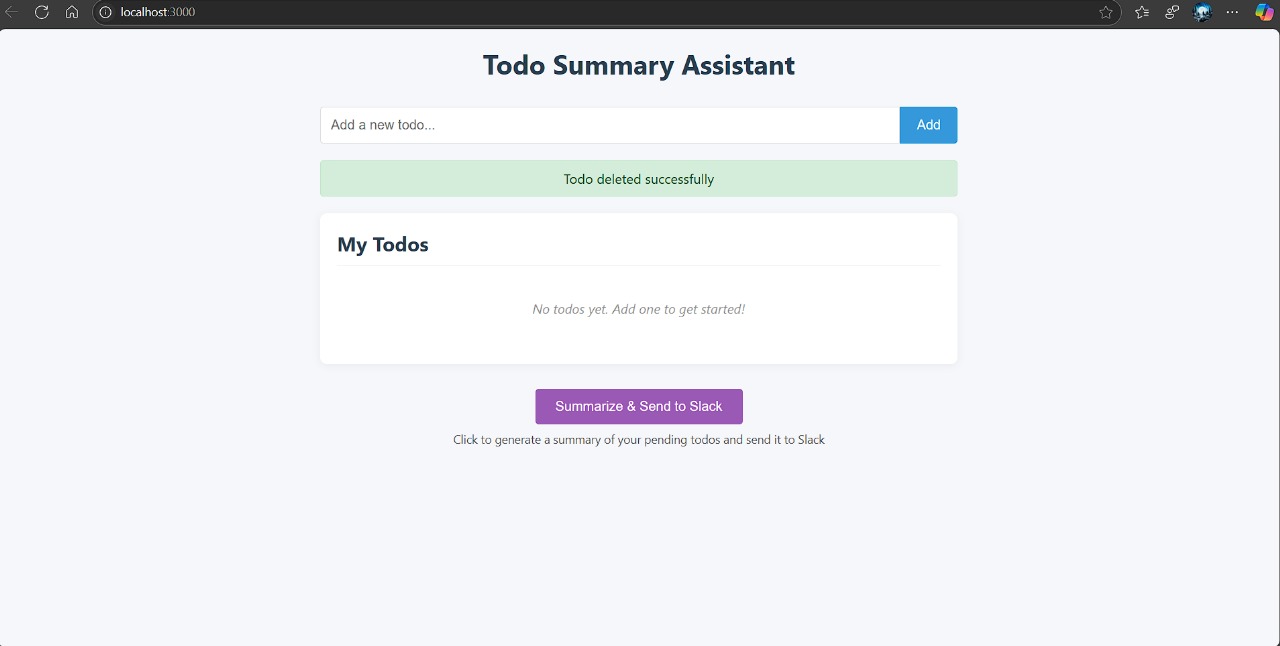 localhost:3000
Todo Summary Assistant
Add a new todo...
Add
Todo deleted successfully
My Todos
No todos yet. Add one to get started!
Summarize & Send to Slack
Click to generate a summary of your pending todos and send it to Slack